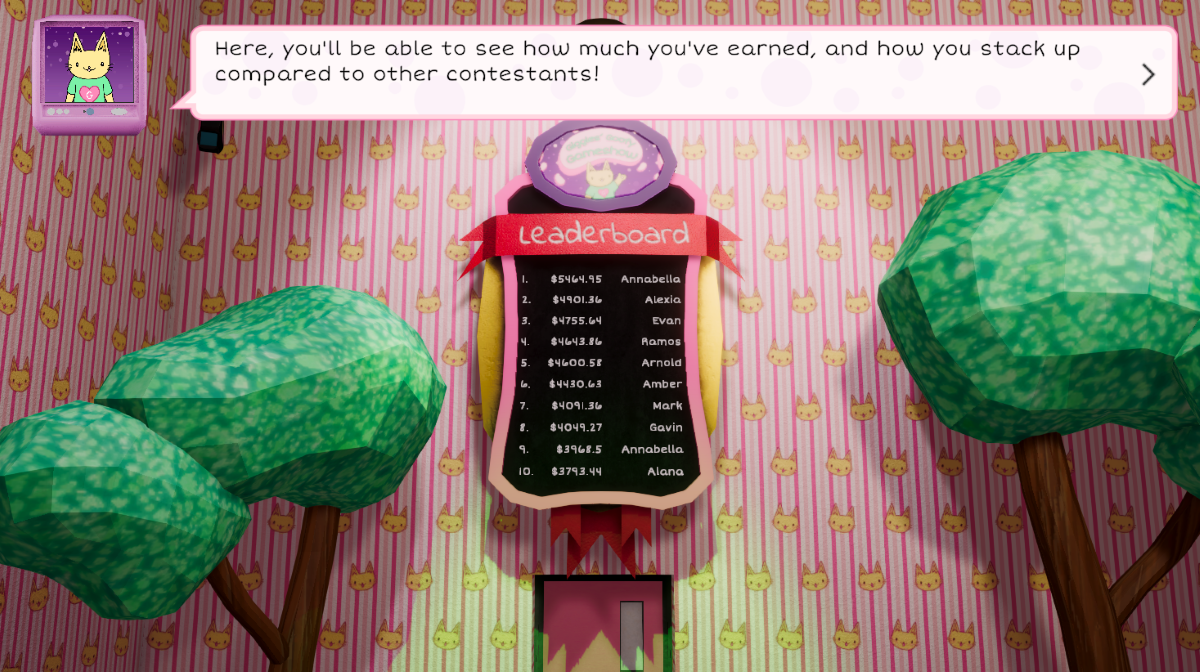 Here, you'll be able to see how much you've earned, and how you stack up
compared to other contestants!
G
Leaderboard
1. $5464.95 Annabella
2. $4901.36 Alexia
3. $4755.64 Evan
4. $4643.86 Ramos
5. $4600.58 Arnold
6. $4430.63 Amber
7. $4091.36 Mark
8. $4049.27 Gavin
9. $3968.5 Annabella
10. $3793.44 Alana